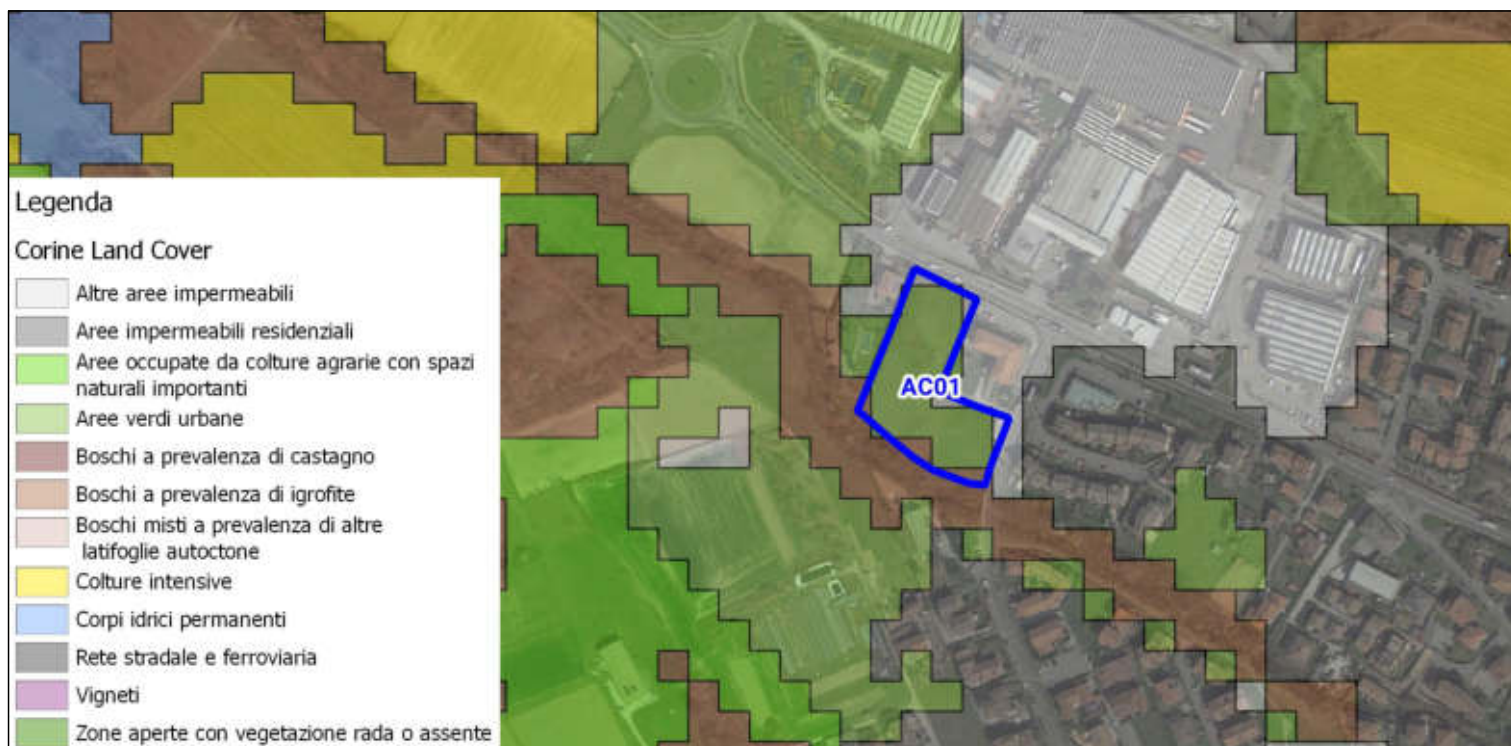 Legenda
Corine Land Cover
Altre aree impermeabili
Aree impermeabili residenziali
Aree occupate da colture agrarie con spazi
naturali importanti
Aree verdi urbane
Boschi a prevalenza di castagno
Boschi a prevalenza di igrofite
Boschi misti a prevalenza di altre
latifoglie autoctone
Colture intensive
Corpi idrici permanenti
Rete stradale e ferroviaria
Vigneti
Zone aperte con vegetazione rada o assente
AC01